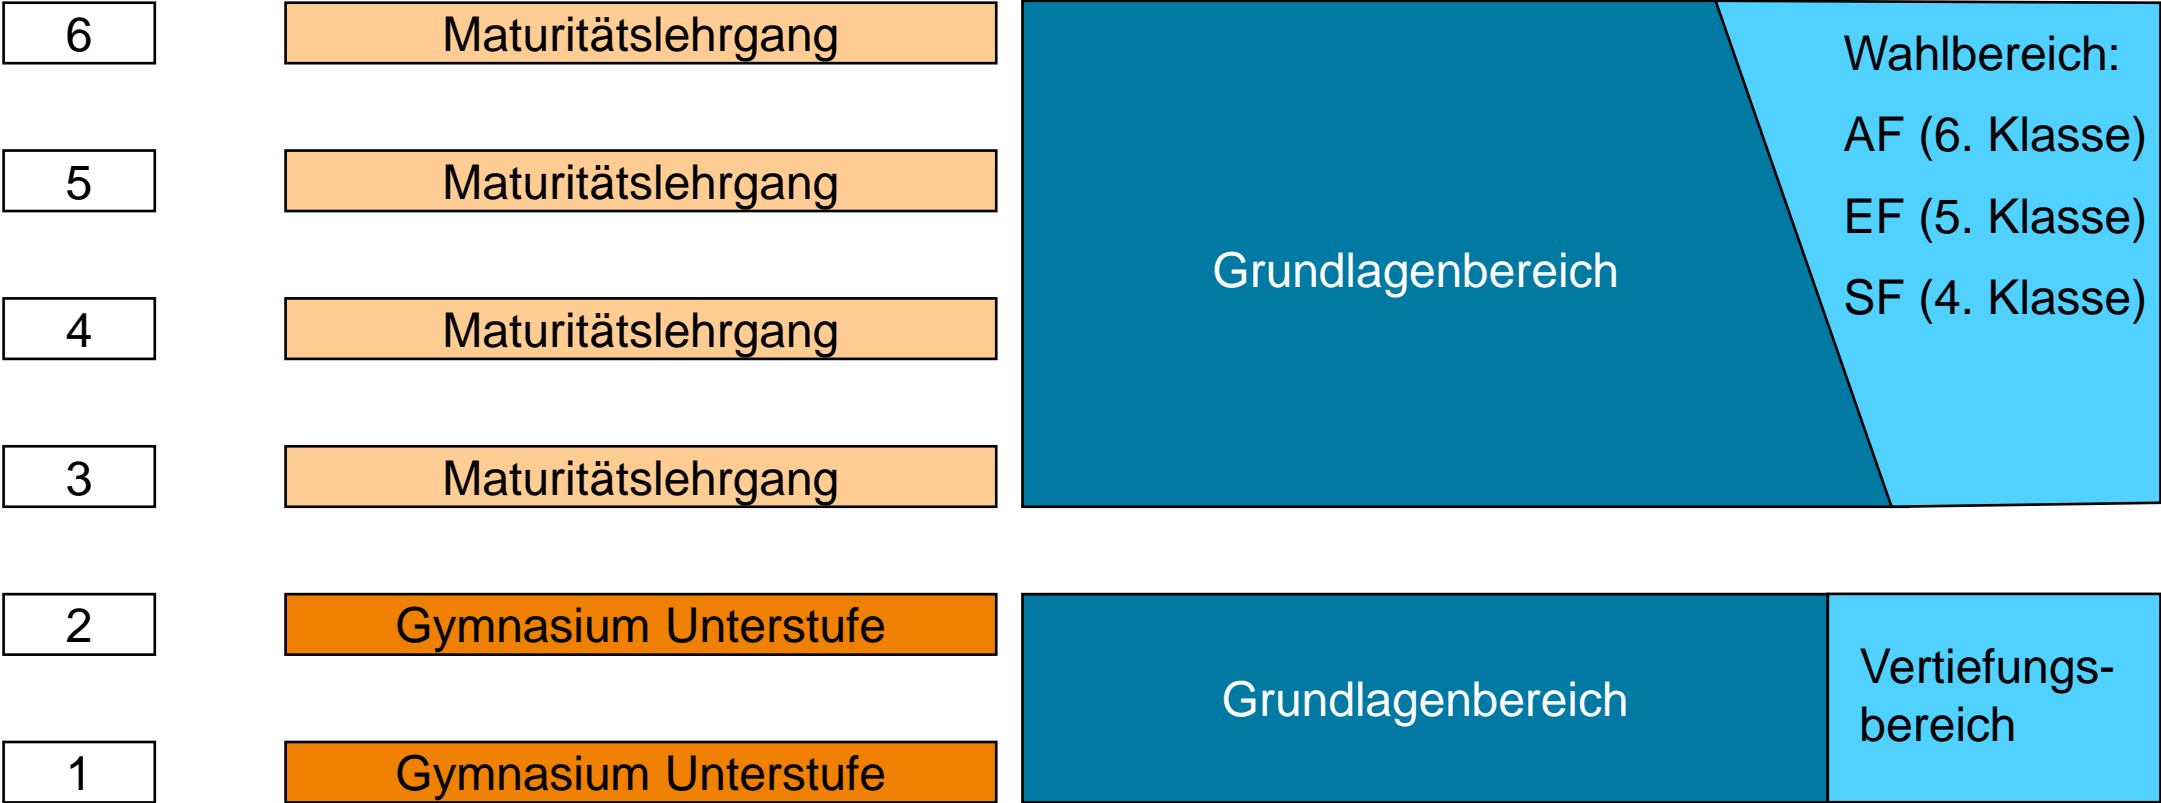 6
Maturitätslehrgang
Wahlbereich:
AF (6. Klasse)
5
Maturitätslehrgang
EF (5. Klasse)
Grundlagenbereich
SF (4. Klasse)
4
Maturitätslehrgang
3
Maturitätslehrgang
2
Gymnasium Unterstufe
Grundlagenbereich
Vertiefungs-
bereich
1
Gymnasium Unterstufe